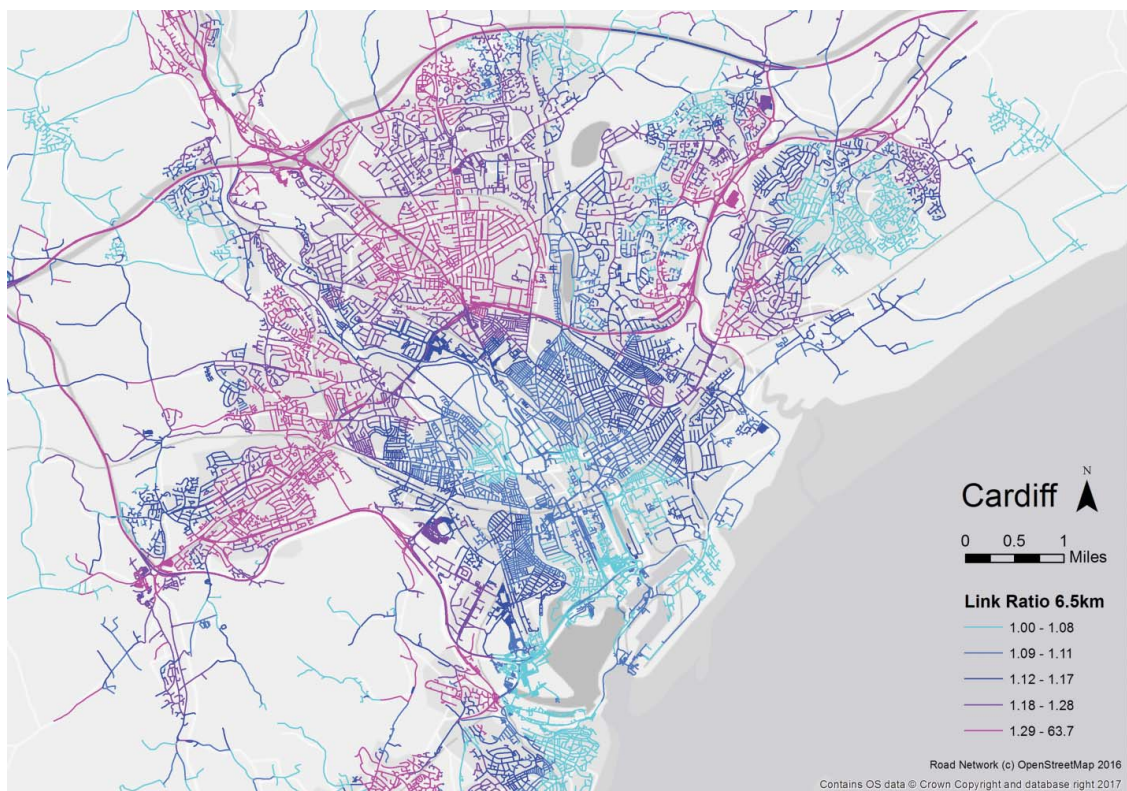 N
Cardiff
0 0.5 1
Miles
Link Ratio 6.5km
1.00 - 1.08
1.09 - 1.11
1.12 - 1.17
1.18 - 1.28
1.29 - 63.7
Road Network (c) OpenStreetMap 2016
Contains OS data © Crown Copyright and database right 2017